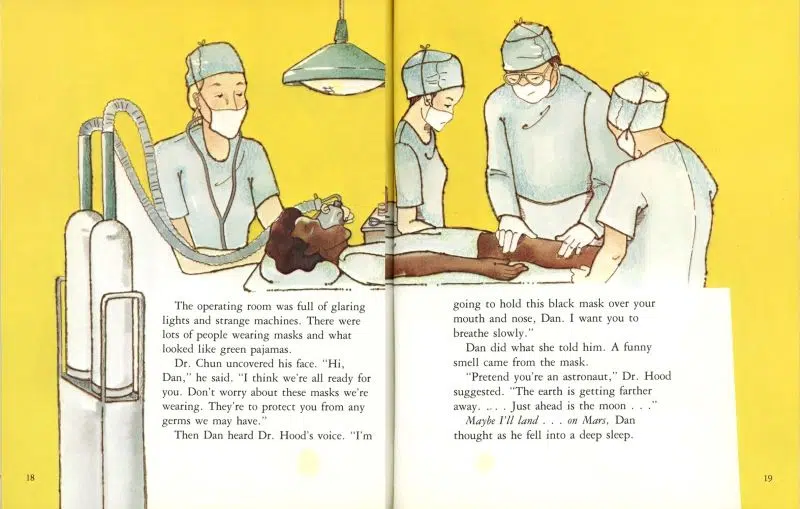 The operating room was full of glaring
lights and strange machines. There were
lots of people wearing masks and what
looked like green pajamas.
Dr. Chun uncovered his face. "Hi,
Dan," he said. "I think we're all ready for
you. Don't worry about these masks we're
wearing. They're to protect you from any
germs we may have."
Then Dan heard Dr. Hood's voice. "I'm
18
going to hold this black mask over your
mouth and nose, Dan. I want you to
breathe slowly."
Dan did what she told him. A funny
smell came from the mask.
"Pretend you're an astronaut," Dr. Hood
suggested. "The earth is getting farther
away. . . . Just ahead is the moon . . ."
Maybe I'll land . . . on Mars, Dan
thought as he fell into a deep sleep.
19